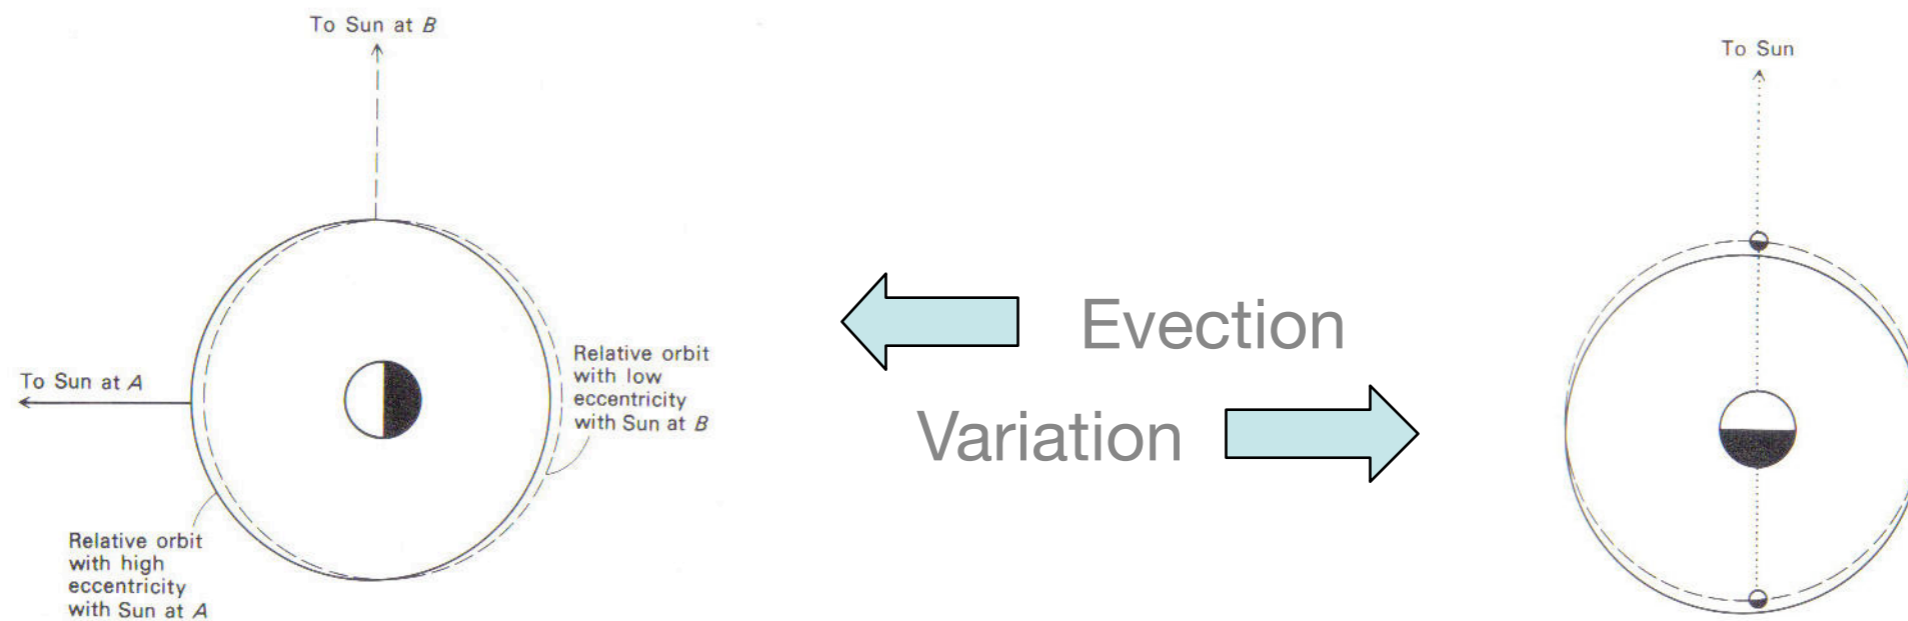 To Sun at B
To Sun
Evection
Relative orbit
with low
eccentricity
with Sun at B
To Sun at A
Variation
Relative orbit
with high
eccentricity
with Sun at A